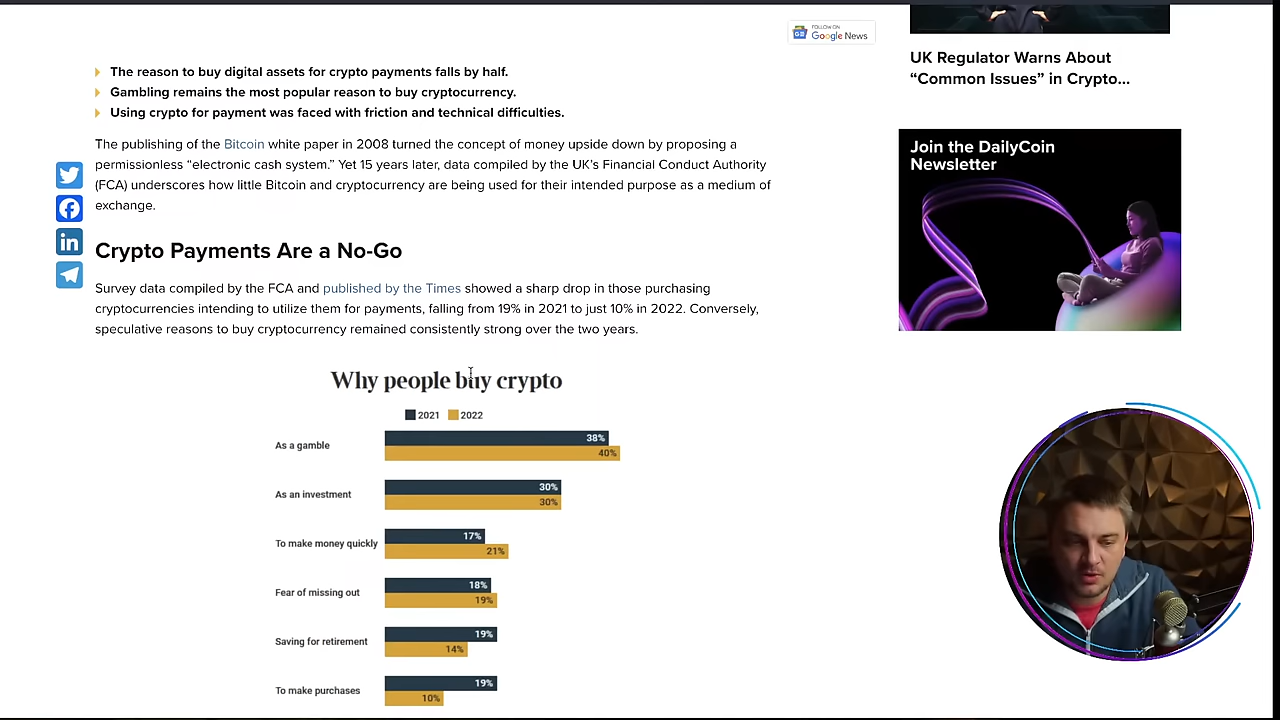 FOLLOW ON
Google News
UK Regulator Warns About
“Common Issues” in Crypto...
The reason to buy digital assets for crypto payments falls by half.
Gambling remains the most popular reason to buy cryptocurrency.
Using crypto for payment was faced with friction and technical difficulties.
The publishing of the Bitcoin white paper in 2008 turned the concept of money upside down by proposing a
permissionless “electronic cash system.” Yet 15 years later, data compiled by the UK’s Financial Conduct Authority
(FCA) underscores how little Bitcoin and cryptocurrency are being used for their intended purpose as a medium of
exchange.
Join the DailyCoin
Newsletter
Crypto Payments Are a No-Go
Survey data compiled by the FCA and published by the Times showed a sharp drop in those purchasing
cryptocurrencies intending to utilize them for payments, falling from 19% in 2021 to just 10% in 2022. Conversely,
speculative reasons to buy cryptocurrency remained consistently strong over the two years.
Why people buy crypto
2021 2022
As a gamble 38%
40%
As an investment 30%
30%
To make money quickly 17%
21%
Fear of missing out 18%
19%
Saving for retirement 19%
14%
To make purchases 19%
10%